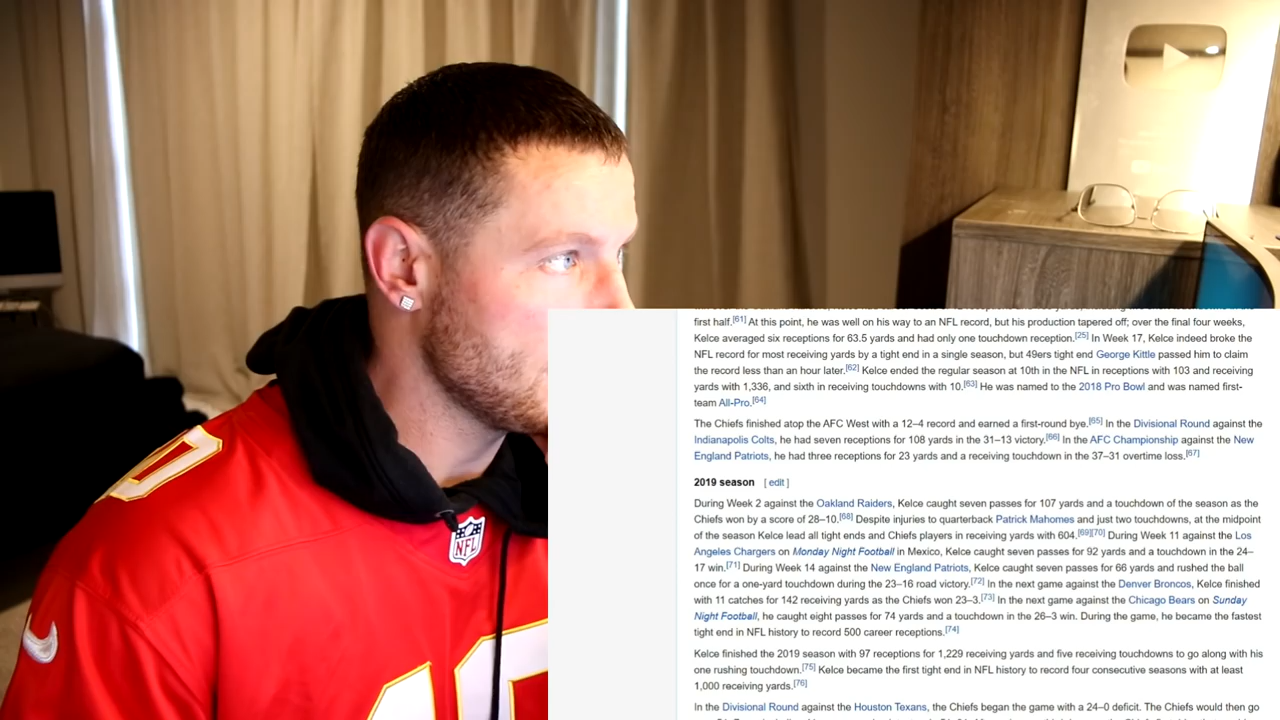 first half.[61] At this point, he was well on his way to an NFL record, but his production tapered off; over the final four weeks,
Kelce averaged six receptions for 63.5 yards and had only one touchdown reception.[25] In Week 17, Kelce indeed broke the
NFL record for most receiving yards by a tight end in a single season, but 49ers tight end George Kittle passed him to claim
the record less than an hour later.[62] Kelce ended the regular season at 10th in the NFL in receptions with 103 and receiving
yards with 1,336, and sixth in receiving touchdowns with 10.[63] He was named to the 2018 Pro Bowl and was named first-
team All-Pro.[64]
The Chiefs finished atop the AFC West with a 12–4 record and earned a first-round bye.[65] In the Divisional Round against the
Indianapolis Colts, he had seven receptions for 108 yards in the 31–13 victory.[66] In the AFC Championship against the New
England Patriots, he had three receptions for 23 yards and a receiving touchdown in the 37–31 overtime loss.[67]
2019 season [ edit ]
During Week 2 against the Oakland Raiders, Kelce caught seven passes for 107 yards and a touchdown of the season as the
Chiefs won by a score of 28–10.[68] Despite injuries to quarterback Patrick Mahomes and just two touchdowns, at the midpoint
of the season Kelce lead all tight ends and Chiefs players in receiving yards with 604.[69][70] During Week 11 against the Los
Angeles Chargers on Monday Night Football in Mexico, Kelce caught seven passes for 92 yards and a touchdown in the 24–
17 win.[71] During Week 14 against the New England Patriots, Kelce caught seven passes for 66 yards and rushed the ball
once for a one-yard touchdown during the 23–16 road victory.[72] In the next game against the Denver Broncos, Kelce finished
with 11 catches for 142 receiving yards as the Chiefs won 23–3.[73] In the next game against the Chicago Bears on Sunday
Night Football, he caught eight passes for 74 yards and a touchdown in the 26–3 win. During the game, he became the fastest
tight end in NFL history to record 500 career receptions.[74]
Kelce finished the 2019 season with 97 receptions for 1,229 receiving yards and five receiving touchdowns to go along with his
one rushing touchdown.[75] Kelce became the first tight end in NFL history to record four consecutive seasons with at least
1,000 receiving yards.[76]
In the Divisional Round against the Houston Texans, the Chiefs began the game with a 24–0 deficit. The Chiefs would then go
NFL